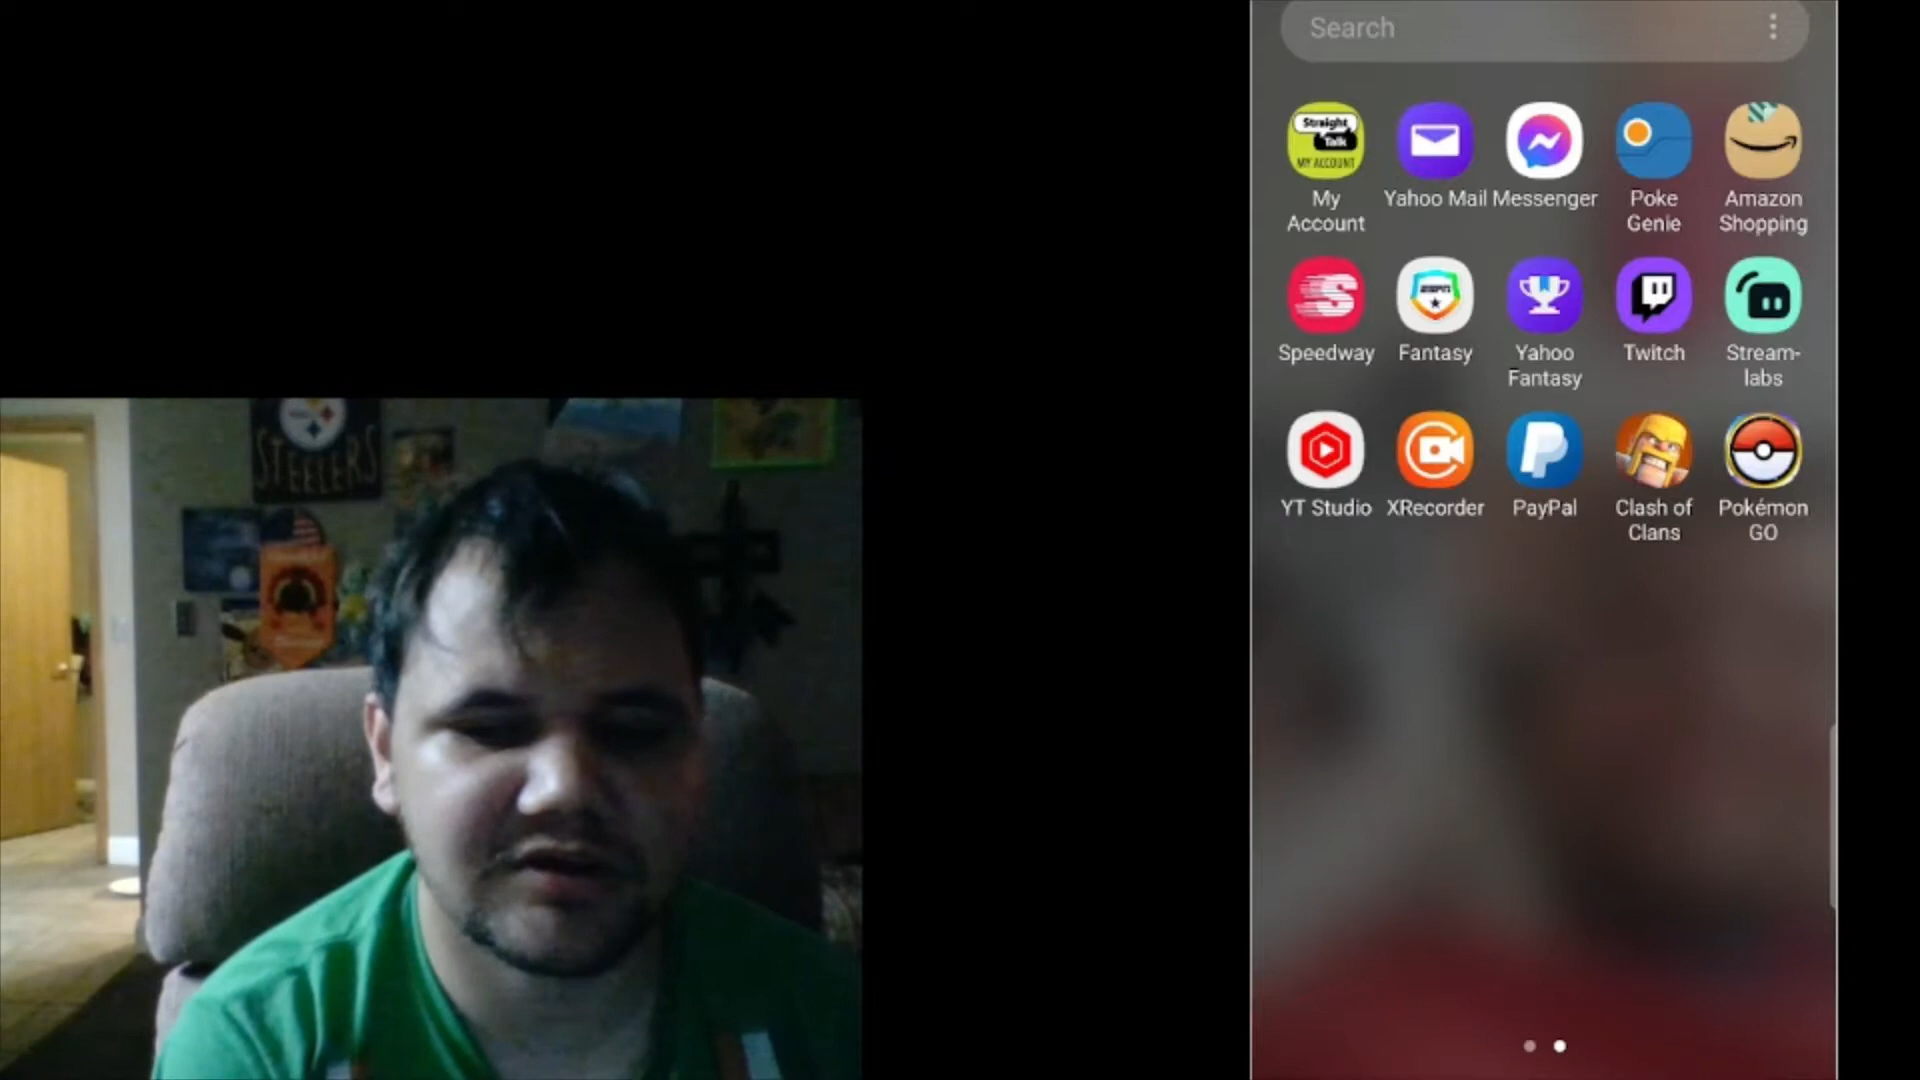 Search
Straight
Talk
MY ACCOUNT
My
Account
Yahoo Mail
Messenger
Poke
Genie
Amazon
Shopping
ESPN
Speedway
Fantasy
Yahoo
Fantasy
Twitch
Stream-
labs
STEELERS
YT Studio
XRecorder
PayPal
Clash of
Clans
Pokémon
GO